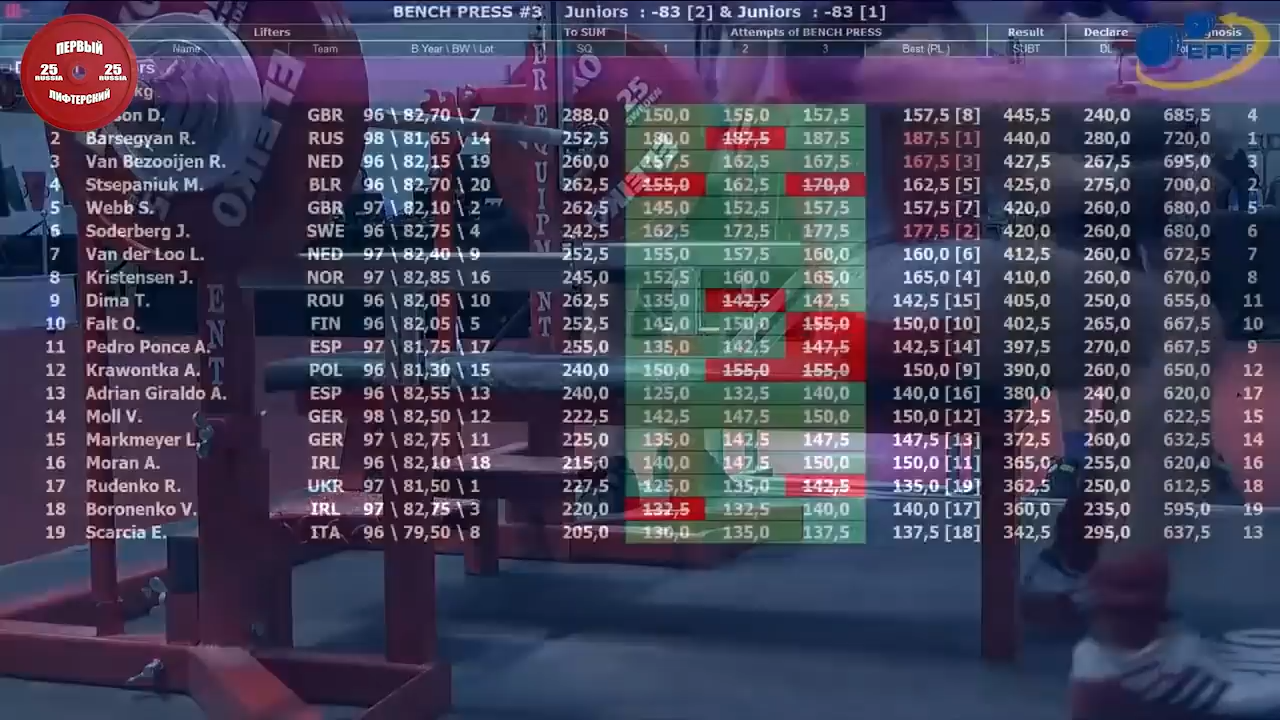 BENCH PRESS #3 Juniors : -83 [2] & Juniors : -83 [1]
Lifters To SUM Attempts of BENCH PRESS Result Declare
Name Team B Year \ BW \ Lot SQ 1 2 3 Best (PL) SUBT
ПЕРВЫЙ
25 RUSSIA 25 RUSSIA
ЛИФТЕРСКИЙ
EPF
GBR 96 \ 82,70 \ 7 288,0 150,0 155,0 157,5 157,5 [8] 445,5 240,0 685,5 4
2 Barsegyan R. RUS 98 \ 81,65 \ 14 252,5 180,0 187,5 187,5 [1] 440,0 280,0 720,0 1
3 Van Bezooijen R. NED 96 \ 82,15 \ 19 260,0 157,5 162,5 167,5 167,5 [3] 427,5 267,5 695,0 3
4 Stsepaniuk M. BLR 96 \ 82,70 \ 20 262,5 155,0 162,5 170,0 162,5 [5] 425,0 275,0 700,0 2
5 Webb S. GBR 97 \ 82,10 \ 2 262,5 145,0 152,5 157,5 157,5 [7] 420,0 260,0 680,0 5
6 Soderberg J. SWE 96 \ 82,75 \ 4 242,5 162,5 172,5 177,5 177,5 [2] 420,0 260,0 680,0 6
7 Van der Loo L. NED 97 \ 82,40 \ 9 252,5 155,0 157,5 160,0 160,0 [6] 412,5 260,0 672,5 7
8 Kristensen J. NOR 97 \ 82,85 \ 16 245,0 152,5 160,0 165,0 165,0 [4] 410,0 260,0 670,0 8
9 Dima T. ROU 96 \ 82,05 \ 10 262,5 135,0 142,5 142,5 142,5 [15] 405,0 250,0 655,0 11
10 Falt O. FIN 96 \ 82,05 \ 5 252,5 145,0 150,0 155,0 150,0 [10] 402,5 265,0 667,5 10
11 Pedro Ponce A. ESP 97 \ 81,75 \ 17 255,0 135,0 142,5 147,5 142,5 [14] 397,5 270,0 667,5 9
12 Krawontka A. POL 96 \ 81,30 \ 15 240,0 150,0 155,0 155,0 150,0 [9] 390,0 260,0 650,0 12
13 Adrian Giraldo A. ESP 96 \ 82,55 \ 13 240,0 125,0 132,5 140,0 140,0 [16] 380,0 240,0 620,0 17
14 Moll V. GER 98 \ 82,50 \ 12 222,5 142,5 147,5 150,0 150,0 [12] 372,5 250,0 622,5 15
15 Markmeyer L. GER 97 \ 82,75 \ 11 225,0 135,0 142,5 147,5 147,5 [13] 372,5 260,0 632,5 14
16 Moran A. IRL 96 \ 82,10 \ 18 215,0 140,0 147,5 150,0 150,0 [11] 365,0 255,0 620,0 16
17 Rudenko R. UKR 97 \ 81,50 \ 1 227,5 125,0 135,0 142,5 135,0 [19] 362,5 250,0 612,5 18
18 Boronenko V. IRL 97 \ 82,75 \ 3 220,0 132,5 132,5 140,0 140,0 [17] 360,0 235,0 595,0 19
19 Scarcia E. ITA 96 \ 79,50 \ 8 205,0 130,0 135,0 137,5 137,5 [18] 342,5 295,0 637,5 13
ELEIKO
25